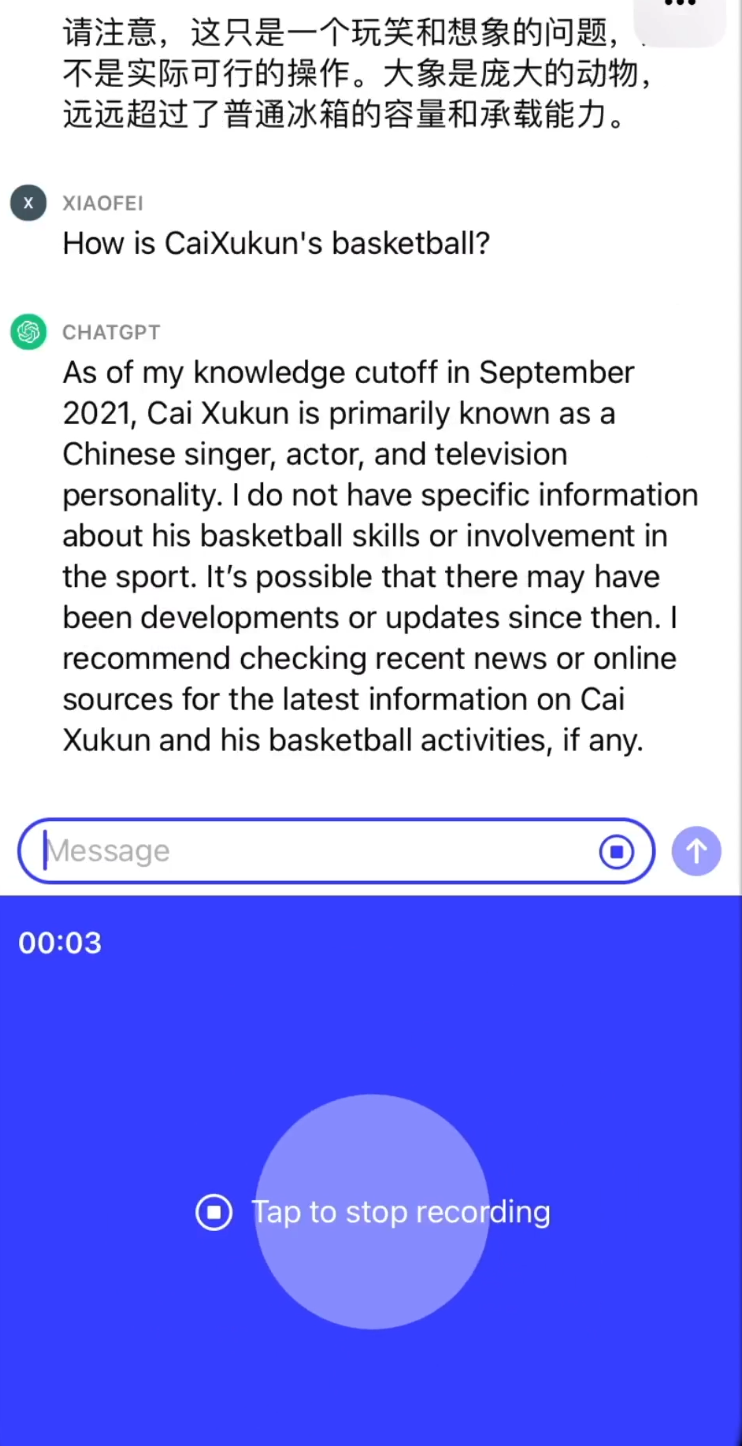 请注意，这只是一个玩笑和想象的问题，
不是实际可行的操作。大象是庞大的动物，
远远超过了普通冰箱的容量和承载能力。
X XIAOFEI
How is CaiXukun's basketball?
CHATGPT
As of my knowledge cutoff in September
2021, Cai Xukun is primarily known as a
Chinese singer, actor, and television
personality. I do not have specific information
about his basketball skills or involvement in
the sport. It’s possible that there may have
been developments or updates since then. I
recommend checking recent news or online
sources for the latest information on Cai
Xukun and his basketball activities, if any.
Message
00:03
Tap to stop recording